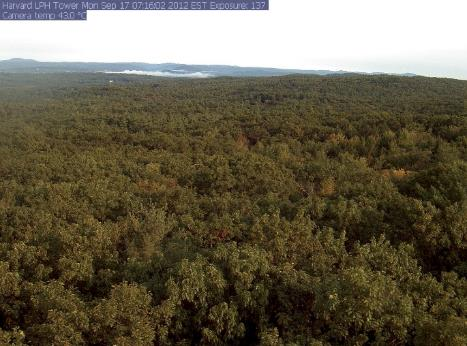 Harvard LPH Tower Mon Sep 17 07:16:02 2012 EST Exposure: 137
Camera temp 43.0 °C